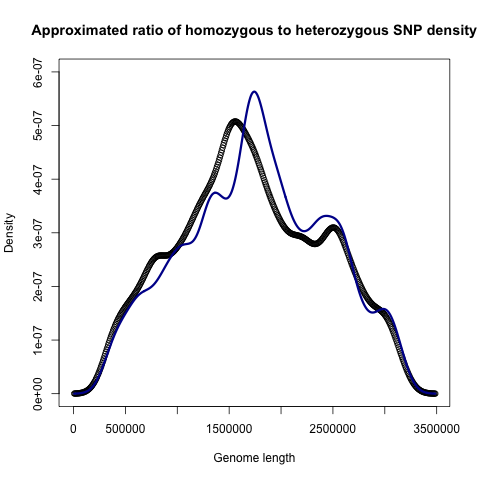 Approximated ratio of homozygous to heterozygous SNP density
6e-07
5e-07
4e-07
3e-07
2e-07
1e-07
0e+00
Density
0 500000 1500000 2500000 3500000
Genome length